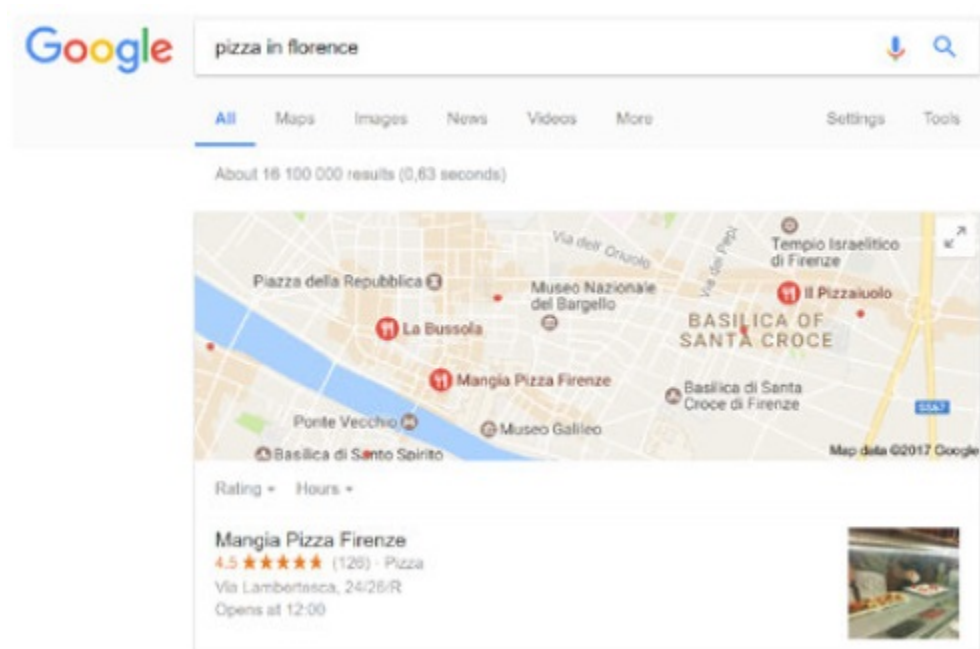 Google
pizza in florence
All Maps Images News Videos More Settings Tools
About 16 100 000 results (0,63 seconds)
Via dell' Oriuolo
Via dei Pepi
Tempio Israelitico
di Firenze
Piazza della Repubblica
Museo Nazionale
del Bargello
Il Pizzaiuolo
La Bussola
BASILICA OF
SANTA CROCE
Mangia Pizza Firenze
Basilica di Santa
Croce di Firenze
SS67
Ponte Vecchio
Museo Galileo
Basilica di Santo Spirito
Map data ©2017 Google
Rating Hours
Mangia Pizza Firenze
4.5 ★★★★★ (126) · Pizza
Via Lambertesca, 24/26/R
Opens at 12:00